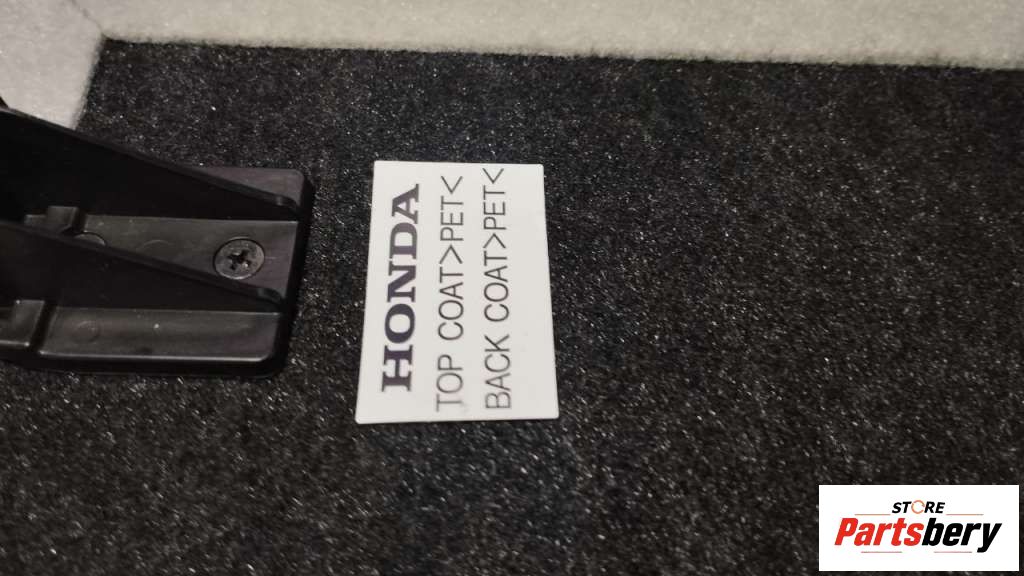 HONDA
TOP COAT>PET<
BACK COAT>PET<
STORE
Partsbery